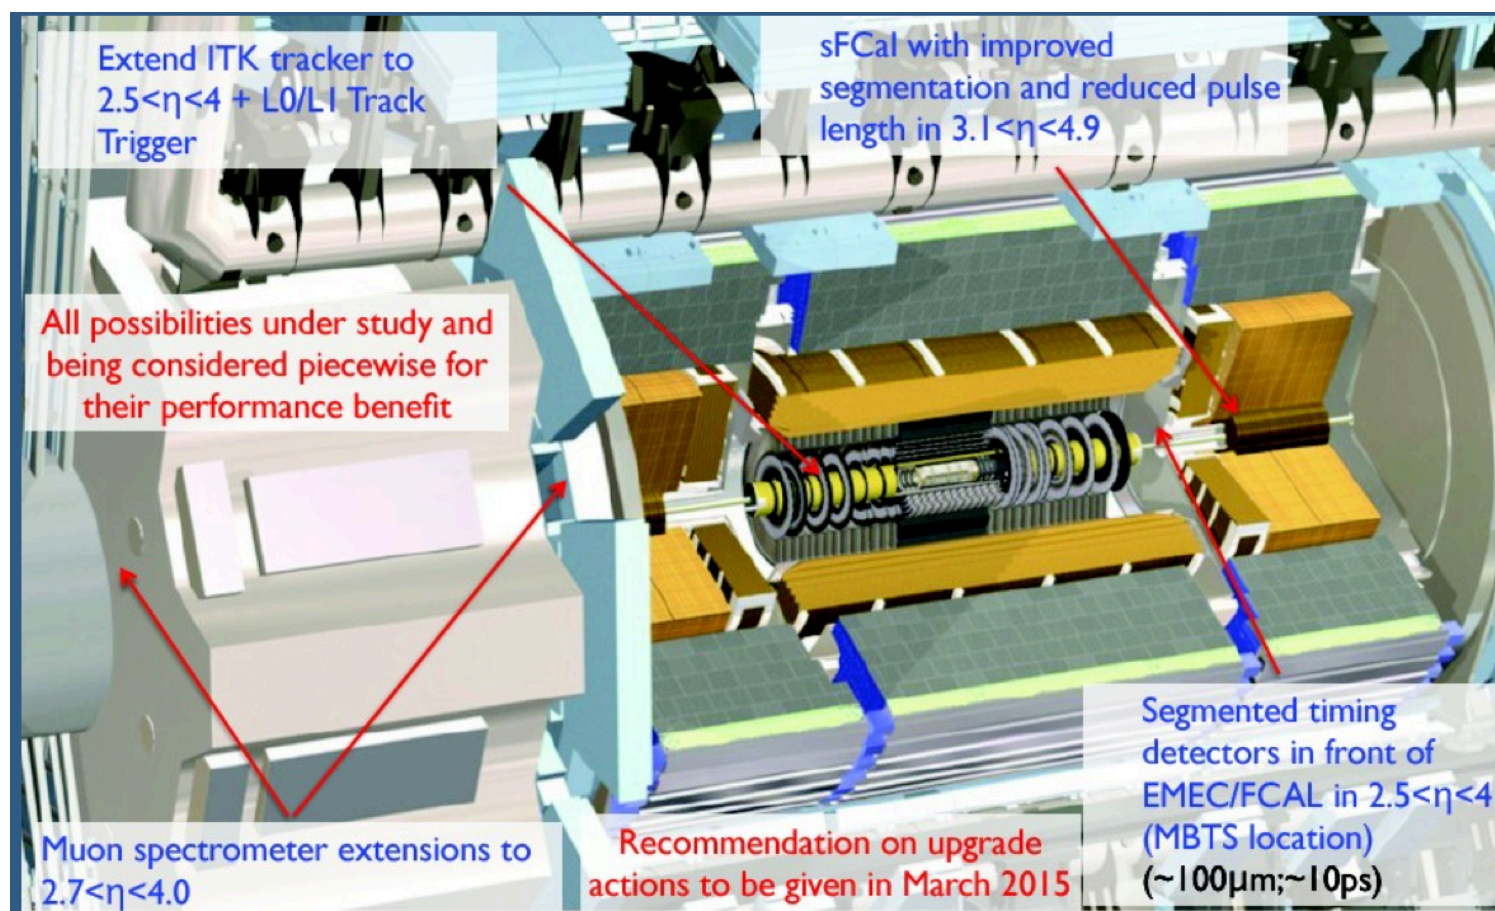 Extend ITK tracker to
2.5<η<4 + L0/L1 Track
Trigger
sFCal with improved
segmentation and reduced pulse
length in 3.1<η<4.9
All possibilities under study and
being considered piecewise for
their performance benefit
Muon spectrometer extensions to
2.7<η<4.0
Recommendation on upgrade
actions to be given in March 2015
Segmented timing
detectors in front of
EMEC/FCAL in 2.5<η<4
(MBTS location)
(~100μm;~10ps)